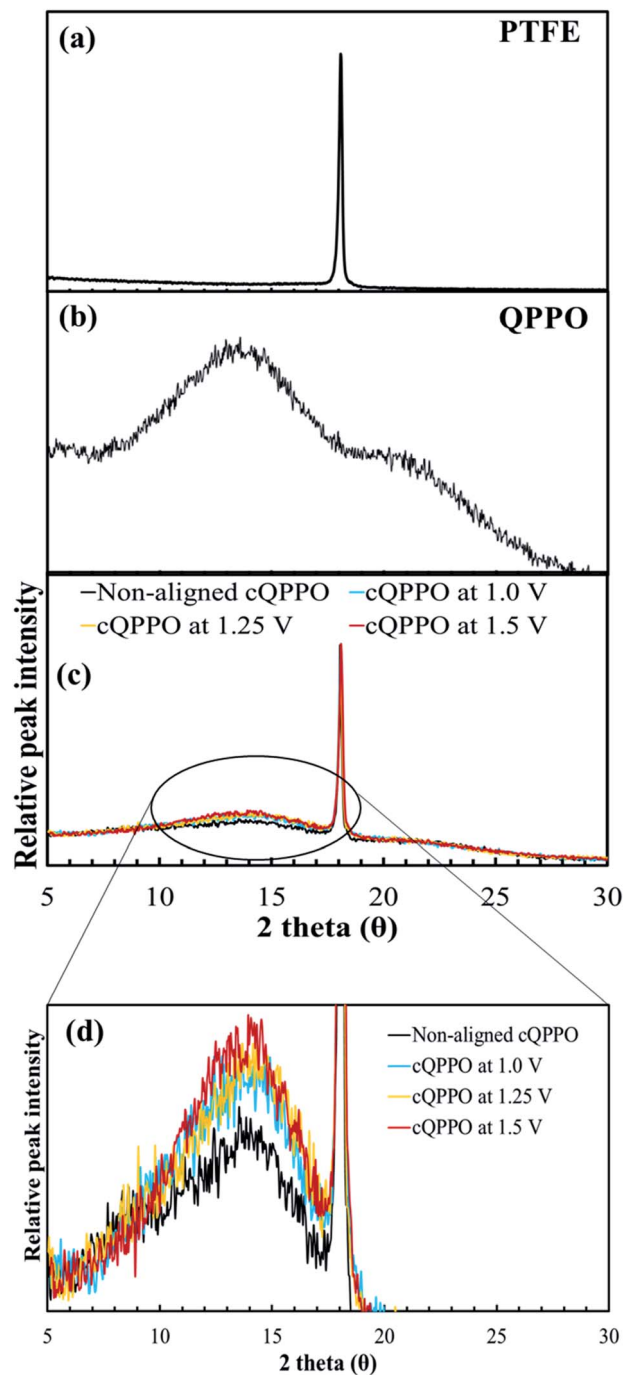 (a)
PTFE
(b)
QPPO
Non-aligned cQPPO
cQPPO at 1.0 V
cQPPO at 1.25 V
cQPPO at 1.5 V
(c)
Relative peak intensity
5 10 15 20 25 30
2 theta (θ)
(d)
Non-aligned cQPPO
cQPPO at 1.0 V
cQPPO at 1.25 V
cQPPO at 1.5 V
Relative peak intensity
5 10 15 20 25 30
2 theta (θ)